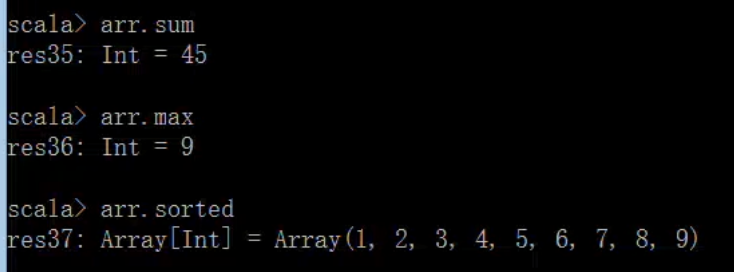 scala> arr.sum
res35: Int = 45
scala> arr.max
res36: Int = 9
scala> arr.sorted
res37: Array[Int] = Array(1, 2, 3, 4, 5, 6, 7, 8, 9)